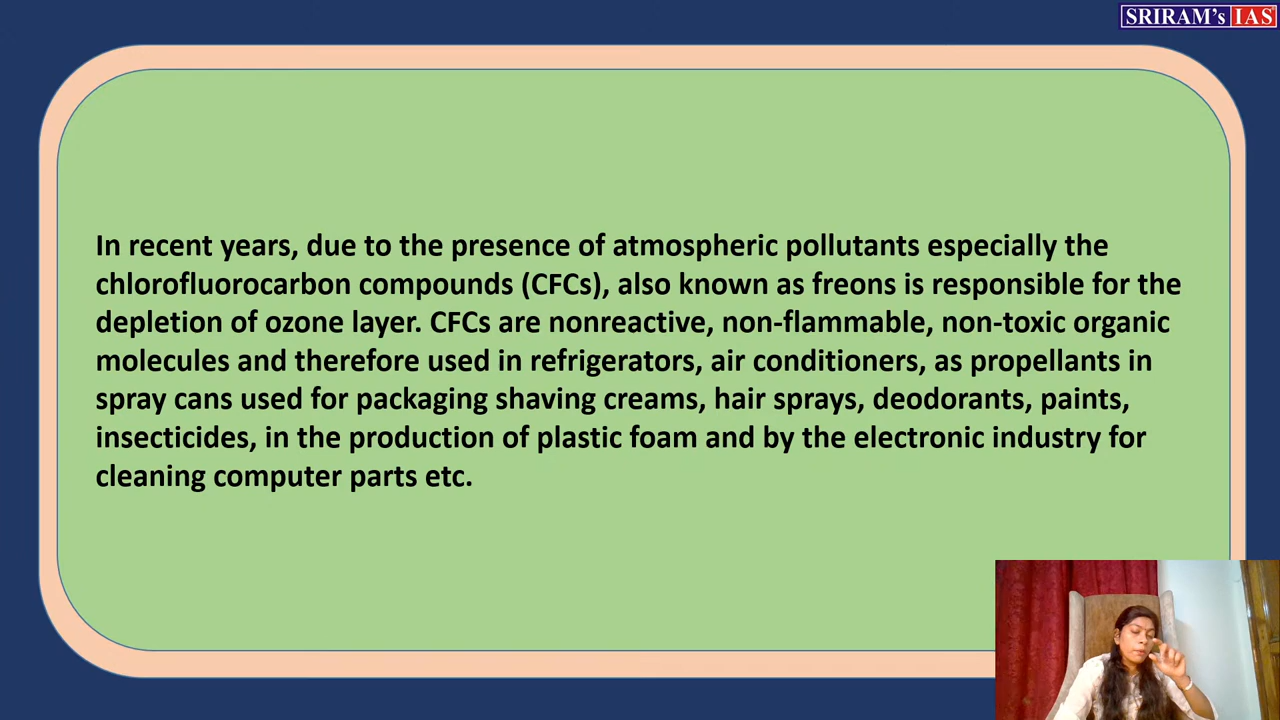 SRIRAM's IAS
In recent years, due to the presence of atmospheric pollutants especially the
chlorofluorocarbon compounds (CFCs), also known as freons is responsible for the
depletion of ozone layer. CFCs are nonreactive, non-flammable, non-toxic organic
molecules and therefore used in refrigerators, air conditioners, as propellants in
spray cans used for packaging shaving creams, hair sprays, deodorants, paints,
insecticides, in the production of plastic foam and by the electronic industry for
cleaning computer parts etc.